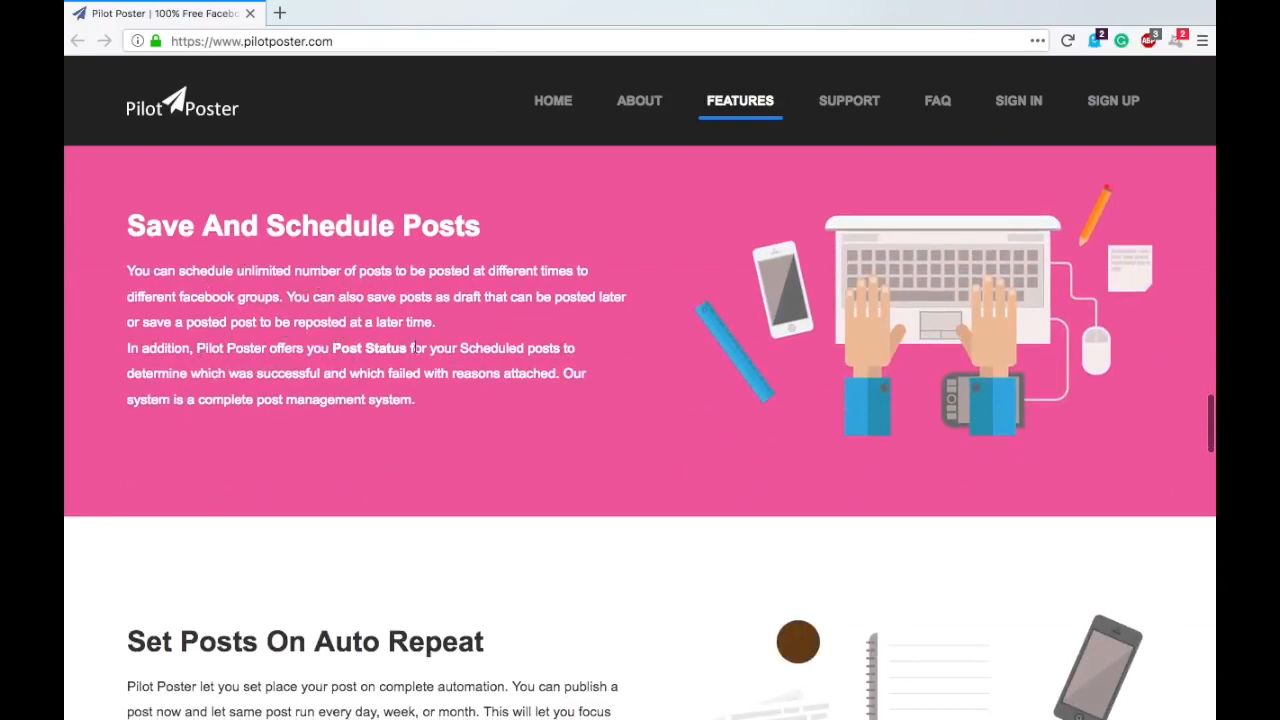 Pilot Poster | 100% Free Facebo
https://www.pilotposter.com
2
3
2
Pilot Poster
HOME
ABOUT
FEATURES
SUPPORT
FAQ
SIGN IN
SIGN UP
Save And Schedule Posts
You can schedule unlimited number of posts to be posted at different times to
different facebook groups. You can also save posts as draft that can be posted later
or save a posted post to be reposted at a later time.
In addition, Pilot Poster offers you Post Status for your Scheduled posts to
determine which was successful and which failed with reasons attached. Our
system is a complete post management system.
Set Posts On Auto Repeat
Pilot Poster let you set place your post on complete automation. You can publish a
post now and let same post run every day, week, or month. This will let you focus